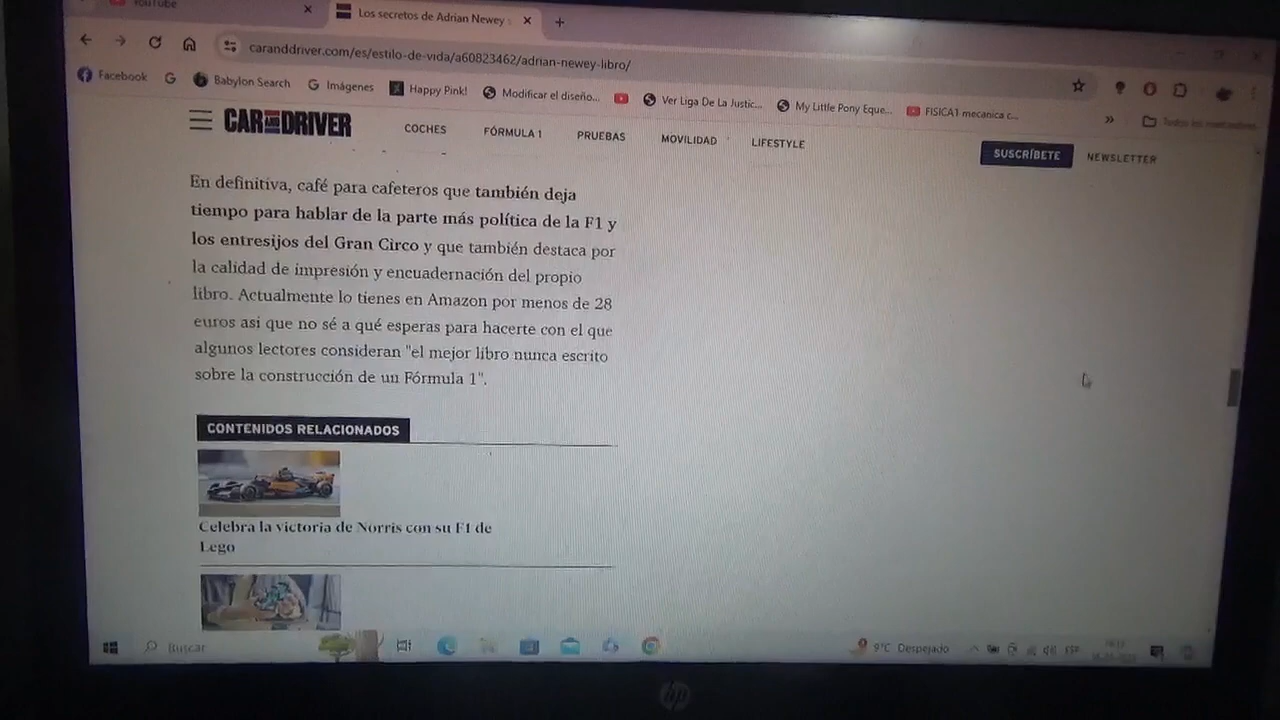 YouTube
Los secretos de Adrian Newey
caranddriver.com/es/estilo-de-vida/a60823462/adrian-newey-libro/
Facebook
Babylon Search
Imágenes
Happy Pink!
Modificar el diseño...
Ver Liga De La Justic...
My Little Pony Eque...
FISICA1 mecanica c...
Todos los marcadores
CAR AND DRIVER
COCHES
FÓRMULA 1
PRUEBAS
MOVILIDAD
LIFESTYLE
SUSCRÍBETE
NEWSLETTER
En definitiva, café para cafeteros que también deja
tiempo para hablar de la parte más política de la F1 y
los entresijos del Gran Circo y que también destaca por
la calidad de impresión y encuadernación del propio
libro. Actualmente lo tienes en Amazon por menos de 28
euros asi que no sé a qué esperas para hacerte con el que
algunos lectores consideran "el mejor libro nunca escrito
sobre la construcción de un Fórmula 1".
CONTENIDOS RELACIONADOS
Celebra la victoria de Norris con su F1 de
Lego
Buscar
9°C Despejado
ESP
hp